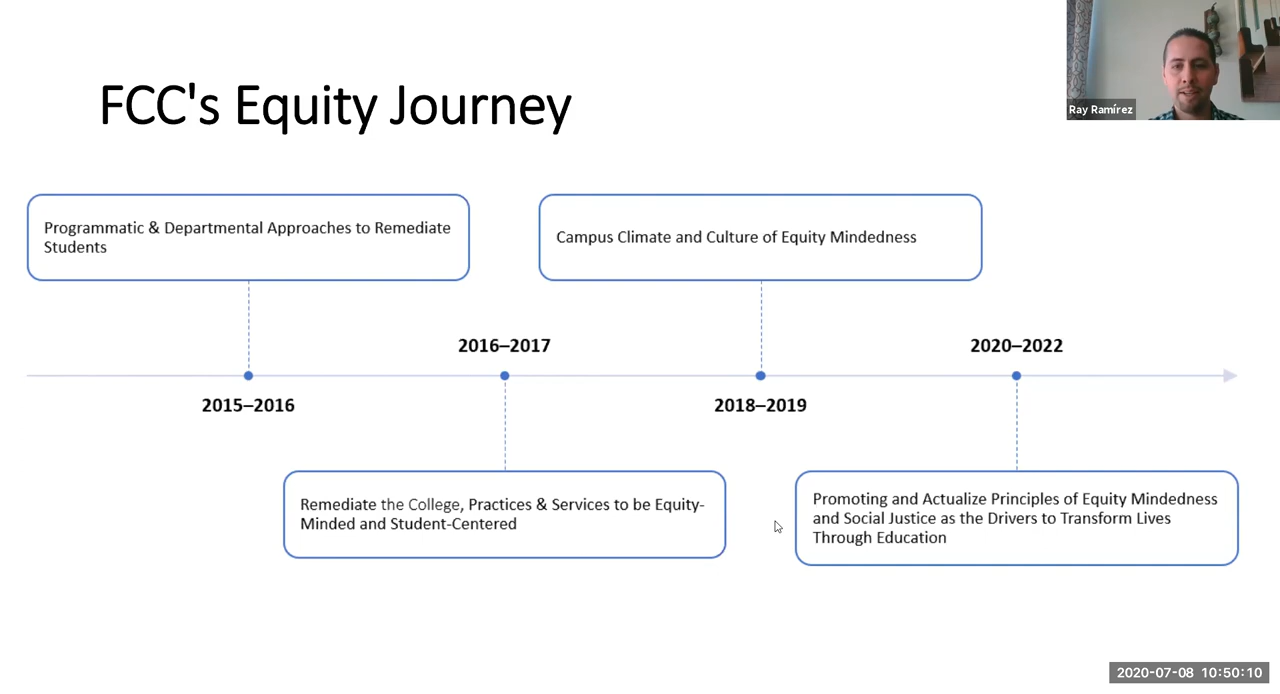 FCC's Equity Journey
Ray Ramírez
Programmatic & Departmental Approaches to Remediate
Students
Campus Climate and Culture of Equity Mindedness
2016–2017
2020–2022
2015–2016
2018–2019
Remediate the College, Practices & Services to be Equity-
Minded and Student-Centered
Promoting and Actualize Principles of Equity Mindedness
and Social Justice as the Drivers to Transform Lives
Through Education
2020-07-08 10:50:10